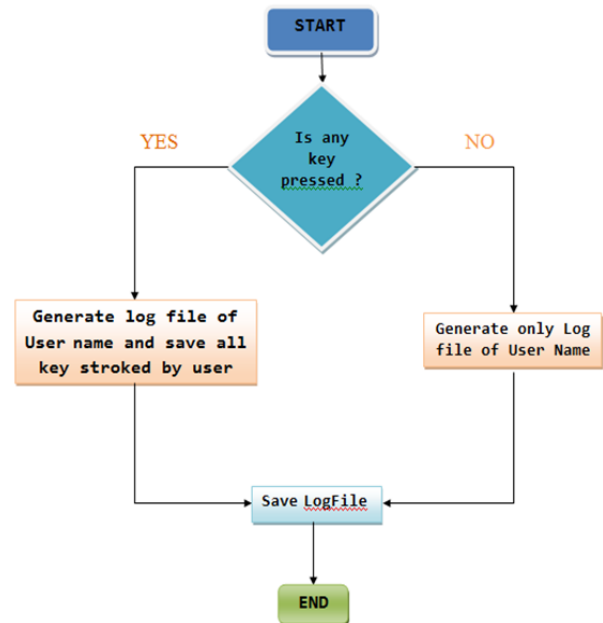 START
YES
Is any
key
pressed ?
NO
Generate log file of
User name and save all
key stroked by user
Generate only Log
file of User Name
Save LogFile
END